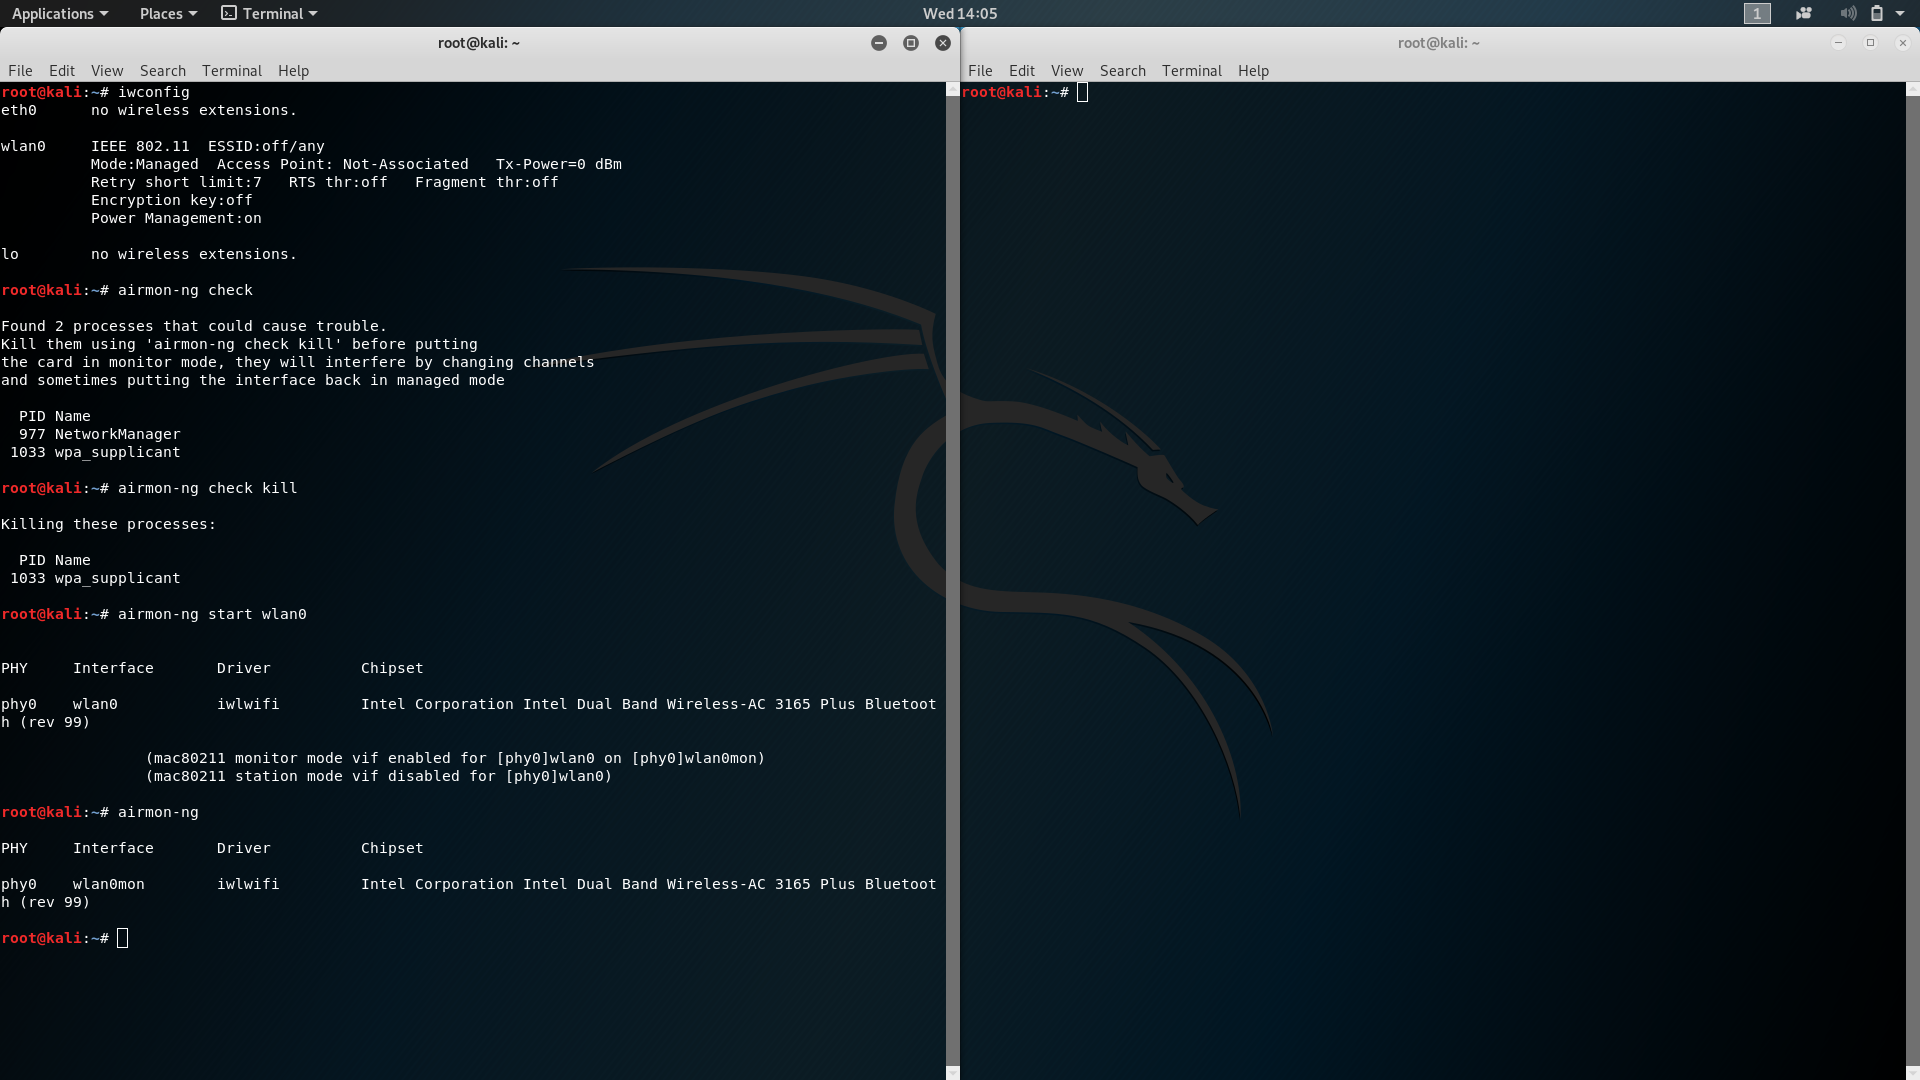 Applications Places Terminal Wed 14:05 1
root@kali: ~
File Edit View Search Terminal Help
root@kali:~# iwconfig
eth0      no wireless extensions.

wlan0     IEEE 802.11  ESSID:off/any
          Mode:Managed  Access Point: Not-Associated   Tx-Power=0 dBm
          Retry short limit:7   RTS thr:off   Fragment thr:off
          Encryption key:off
          Power Management:on

lo        no wireless extensions.

root@kali:~# airmon-ng check

Found 2 processes that could cause trouble.
Kill them using 'airmon-ng check kill' before putting
the card in monitor mode, they will interfere by changing channels
and sometimes putting the interface back in managed mode

  PID Name
  977 NetworkManager
 1033 wpa_supplicant

root@kali:~# airmon-ng check kill

Killing these processes:

  PID Name
 1033 wpa_supplicant

root@kali:~# airmon-ng start wlan0


PHY     Interface       Driver          Chipset

phy0    wlan0           iwlwifi         Intel Corporation Intel Dual Band Wireless-AC 3165 Plus Bluetoot
h (rev 99)

                (mac80211 monitor mode vif enabled for [phy0]wlan0 on [phy0]wlan0mon)
                (mac80211 station mode vif disabled for [phy0]wlan0)

root@kali:~# airmon-ng

PHY     Interface       Driver          Chipset

phy0    wlan0mon        iwlwifi         Intel Corporation Intel Dual Band Wireless-AC 3165 Plus Bluetoot
h (rev 99)

root@kali:~#
root@kali: ~
File Edit View Search Terminal Help
root@kali:~#